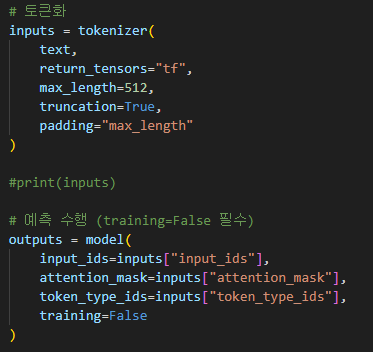 # 토큰화
inputs = tokenizer(
    text,
    return_tensors="tf",
    max_length=512,
    truncation=True,
    padding="max_length"
)
#print(inputs)
# 예측 수행 (training=False 필수)
outputs = model(
    input_ids=inputs["input_ids"],
    attention_mask=inputs["attention_mask"],
    token_type_ids=inputs["token_type_ids"],
    training=False
)